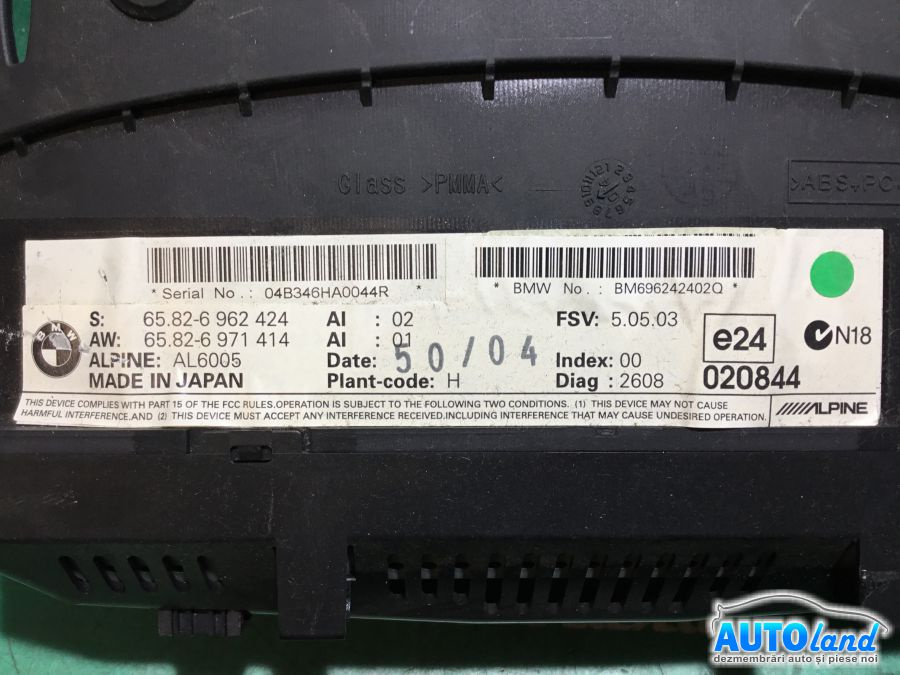 Glass >PMMA<
>ABS+PC
* Serial No. : 04B346HA0044R *
* BMW No. : BM696242402Q *
BMW
S: 65.82-6 962 424 AI : 02 FSV: 5.05.03
AW: 65.82-6 971 414 AI : 01
ALPINE: AL6005 Date: 50/04 Index: 00
MADE IN JAPAN Plant-code: H Diag : 2608
e24
020844
N18
THIS DEVICE COMPLIES WITH PART 15 OF THE FCC RULES.OPERATION IS SUBJECT TO THE FOLLOWING TWO CONDITIONS. (1) THIS DEVICE MAY NOT CAUSE
HARMFUL INTERFERENCE.AND (2) THIS DEVICE MUST ACCEPT ANY INTERFERENCE RECEIVED.INCLUDING INTERFERENCE THAT MAY CAUSE UNDESIRED OPERATION.
ALPINE
AUTOland
dezmembrări auto și piese noi